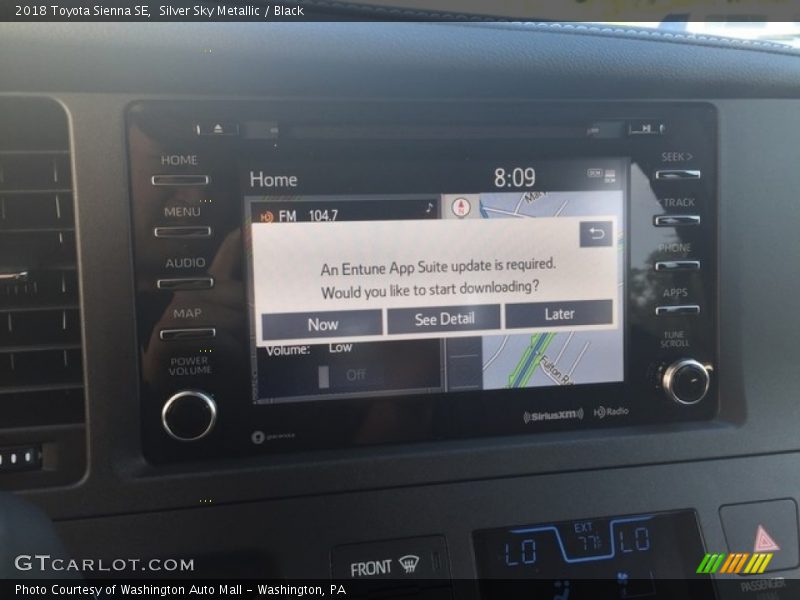 2018 Toyota Sienna SE, Silver Sky Metallic / Black
HOME
MENU
AUDIO
MAP
POWER
VOLUME
SEEK >
TRACK
PHONE
APPS
TUNE
SCROLL
Home
8:09
FM 104.7
N
An Entune App Suite update is required.
Would you like to start downloading?
Now
See Detail
Later
Volume: Low
Off
Fulton R
((SiriusXM))
HD Radio
FRONT
LO
EXT
77
LO
PASSENGER
GTCARLOT.COM
Photo Courtesy of Washington Auto Mall - Washington, PA